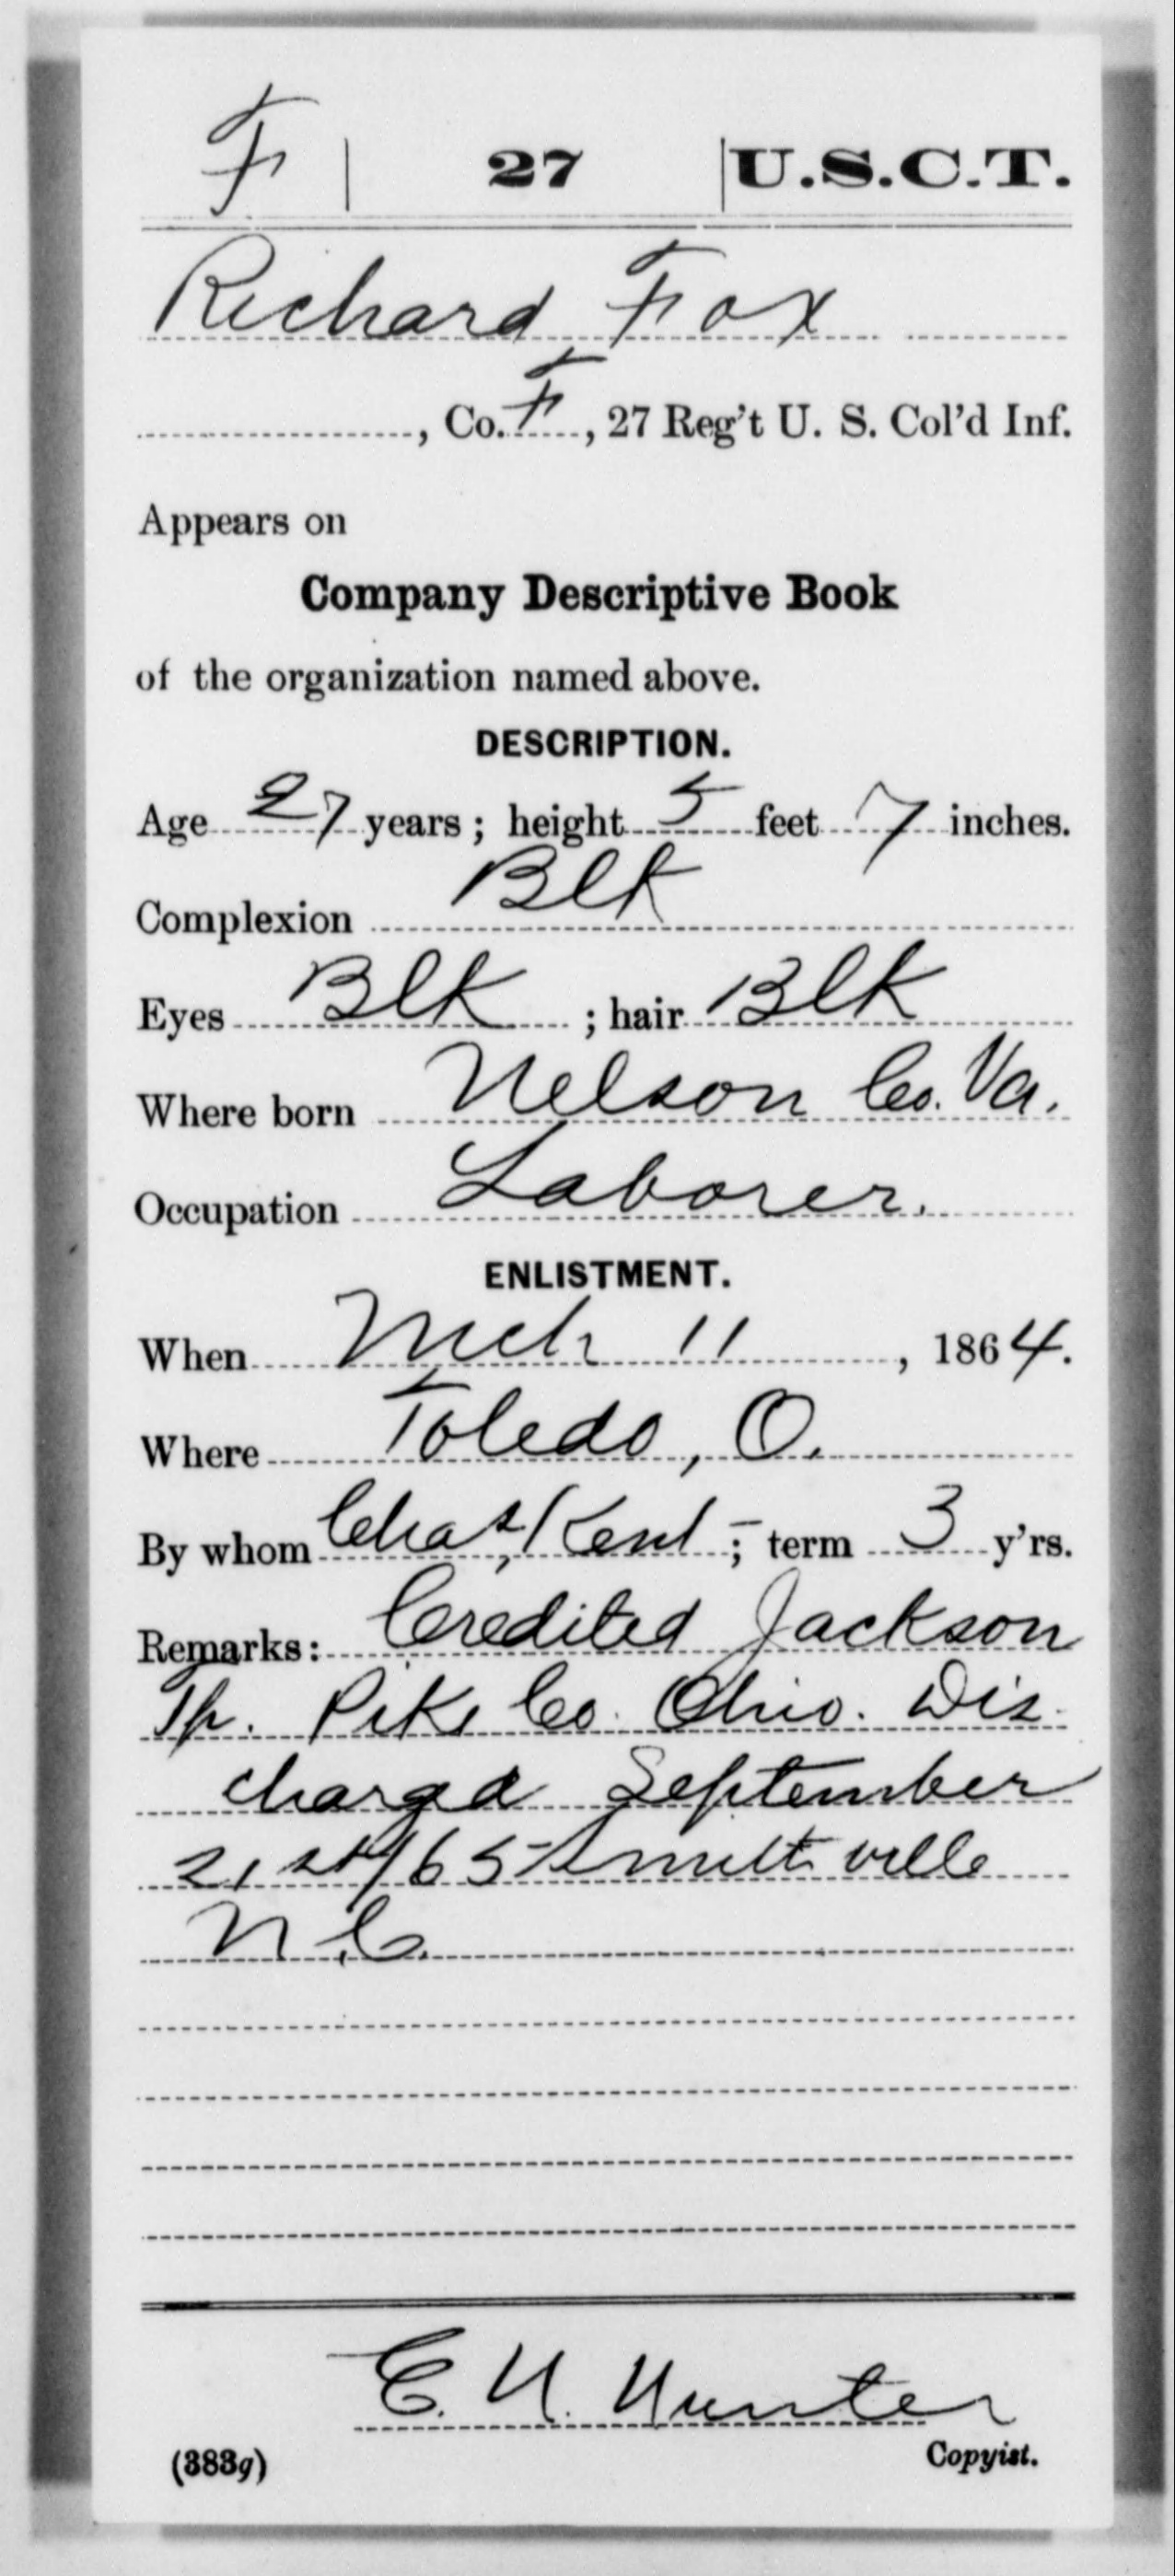 F | 27 | U.S.C.T.
Richard Fox
, Co. F, 27 Reg't U. S. Col'd Inf.
Appears on
Company Descriptive Book
of the organization named above.
DESCRIPTION.
Age 27 years; height 5 feet 7 inches.
Complexion Blk
Eyes Blk; hair Blk
Where born Nelson Co. Va.
Occupation Laborer.
ENLISTMENT.
When Mch 11, 1864.
Where Toledo, O.
By whom Chas. Kent; term 3 y'rs.
Remarks: Credited Jackson
Tp. Pike Co. Ohio. Dis-
charged September
21st/65 Smithville
N.C.
Hunter
(383g) Copyist.